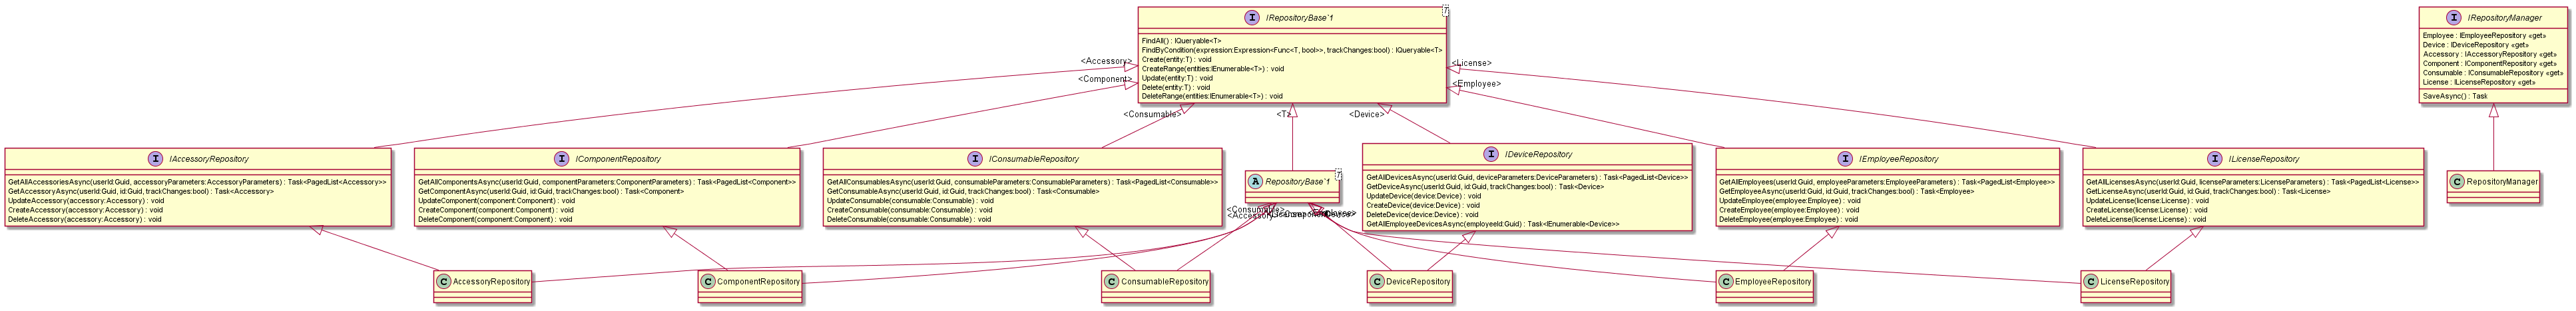 I IRepositoryBase`1
T
FindAll() : IQueryable<T>
FindByCondition(expression:Expression<Func<T, bool>>, trackChanges:bool) : IQueryable<T>
Create(entity:T) : void
CreateRange(entities:IEnumerable<T>) : void
Update(entity:T) : void
Delete(entity:T) : void
DeleteRange(entities:IEnumerable<T>) : void
I IRepositoryManager
Employee : IEmployeeRepository «get»
Device : IDeviceRepository «get»
Accessory : IAccessoryRepository «get»
Component : IComponentRepository «get»
Consumable : IConsumableRepository «get»
License : ILicenseRepository «get»
SaveAsync() : Task
<Accessory>
<Component>
<Consumable>
<T>
<Device>
<License>
<Employee>
I IAccessoryRepository
GetAllAccessoriesAsync(userId:Guid, accessoryParameters:AccessoryParameters) : Task<PagedList<Accessory>>
GetAccessoryAsync(userId:Guid, id:Guid, trackChanges:bool) : Task<Accessory>
UpdateAccessory(accessory:Accessory) : void
CreateAccessory(accessory:Accessory) : void
DeleteAccessory(accessory:Accessory) : void
I IComponentRepository
GetAllComponentsAsync(userId:Guid, componentParameters:ComponentParameters) : Task<PagedList<Component>>
GetComponentAsync(userId:Guid, id:Guid, trackChanges:bool) : Task<Component>
UpdateComponent(component:Component) : void
CreateComponent(component:Component) : void
DeleteComponent(component:Component) : void
I IConsumableRepository
GetAllConsumablesAsync(userId:Guid, consumableParameters:ConsumableParameters) : Task<PagedList<Consumable>>
GetConsumableAsync(userId:Guid, id:Guid, trackChanges:bool) : Task<Consumable>
UpdateConsumable(consumable:Consumable) : void
CreateConsumable(consumable:Consumable) : void
DeleteConsumable(consumable:Consumable) : void
A RepositoryBase`1
T
I IDeviceRepository
GetAllDevicesAsync(userId:Guid, deviceParameters:DeviceParameters) : Task<PagedList<Device>>
GetDeviceAsync(userId:Guid, id:Guid, trackChanges:bool) : Task<Device>
UpdateDevice(device:Device) : void
CreateDevice(device:Device) : void
DeleteDevice(device:Device) : void
GetAllEmployeeDevicesAsync(employeeId:Guid) : Task<IEnumerable<Device>>
I IEmployeeRepository
GetAllEmployees(userId:Guid, employeeParameters:EmployeeParameters) : Task<PagedList<Employee>>
GetEmployeeAsync(userId:Guid, id:Guid, trackChanges:bool) : Task<Employee>
UpdateEmployee(employee:Employee) : void
CreateEmployee(employee:Employee) : void
DeleteEmployee(employee:Employee) : void
I ILicenseRepository
GetAllLicensesAsync(userId:Guid, licenseParameters:LicenseParameters) : Task<PagedList<License>>
GetLicenseAsync(userId:Guid, id:Guid, trackChanges:bool) : Task<License>
UpdateLicense(license:License) : void
CreateLicense(license:License) : void
DeleteLicense(license:License) : void
C RepositoryManager
<Consumable>
<Accessory>
C AccessoryRepository
C ComponentRepository
C ConsumableRepository
C DeviceRepository
C EmployeeRepository
C LicenseRepository